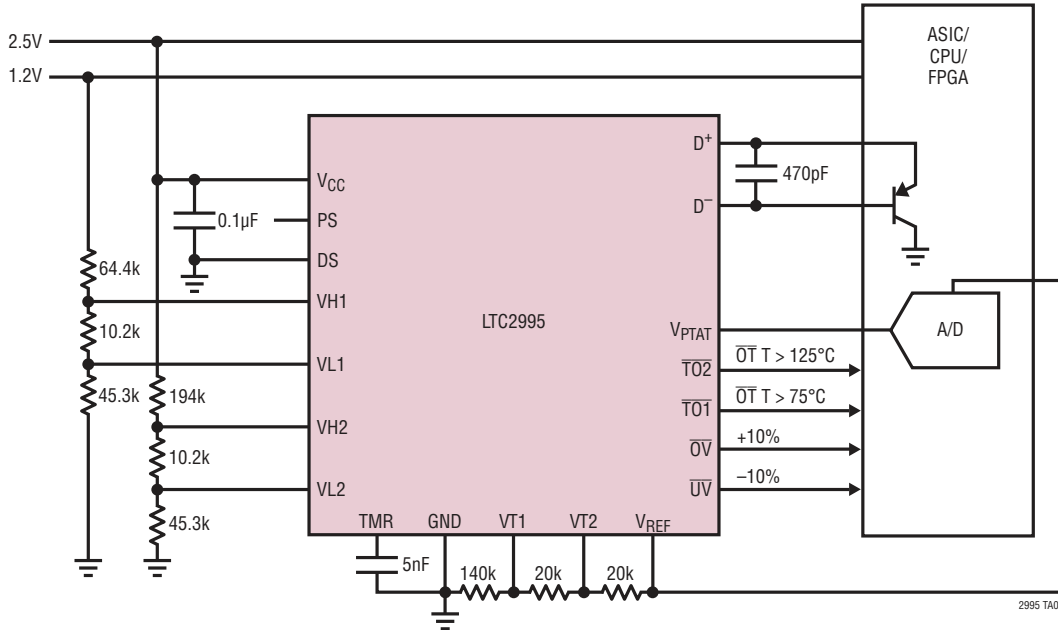 2.5V
1.2V
ASIC/
CPU/
FPGA
D+
470pF
D−
VCC
0.1µF
PS
DS
64.4k
VH1
10.2k
LTC2995
VPTAT
A/D
VL1
TO2
OT T > 125°C
45.3k
194k
TO1
OT T > 75°C
VH2
OV
+10%
10.2k
UV
–10%
VL2
45.3k
TMR
GND
VT1
VT2
VREF
5nF
140k
20k
20k
2995 TA0